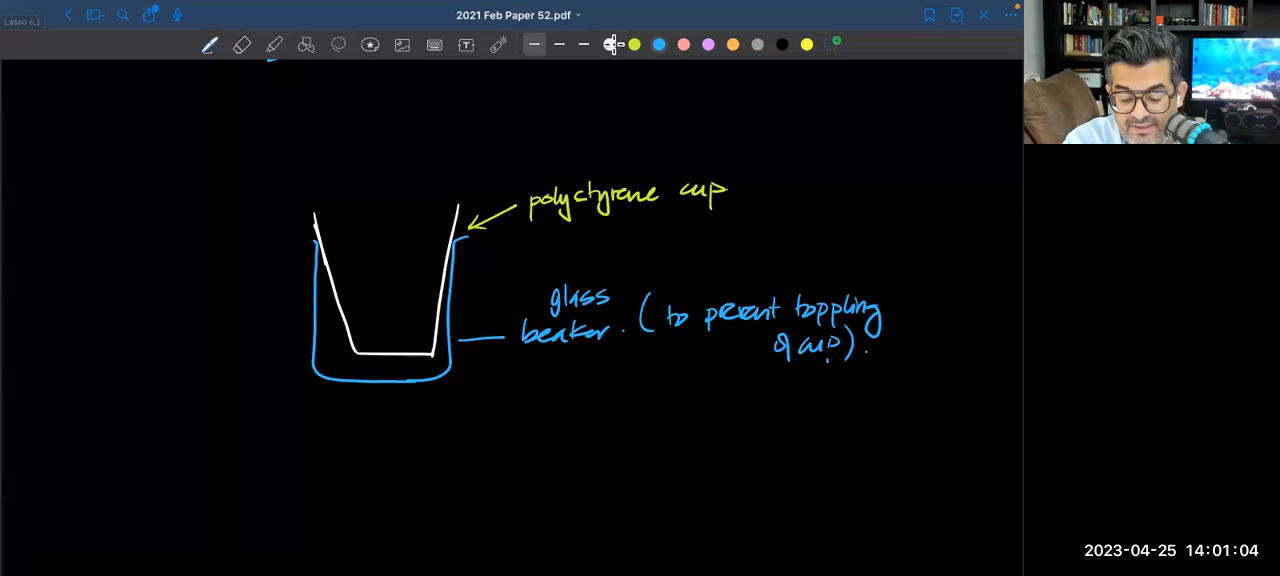 Lasso (L)
2021 Feb Paper 52.pdf
polystyrene cup
glass
beaker. (to prevent toppling
of cup).
2023-04-25 14:01:04